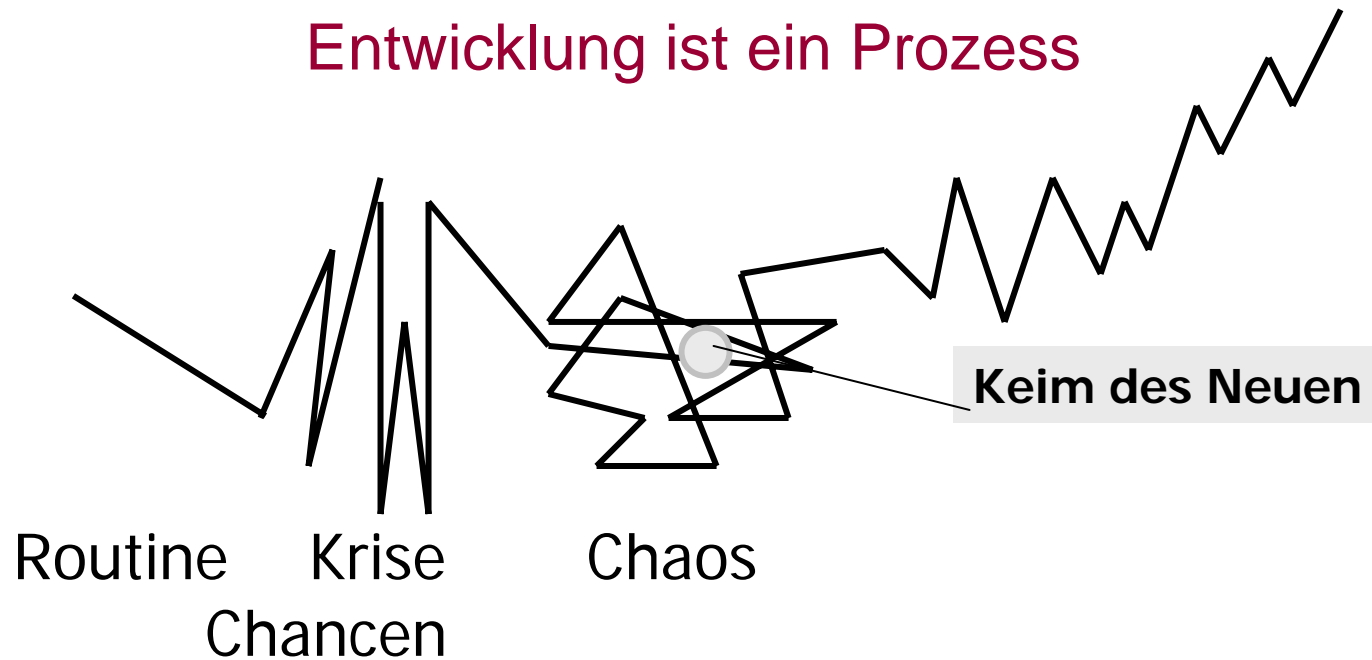 Entwicklung ist ein Prozess
Keim des Neuen
Routine Krise Chaos
Chancen